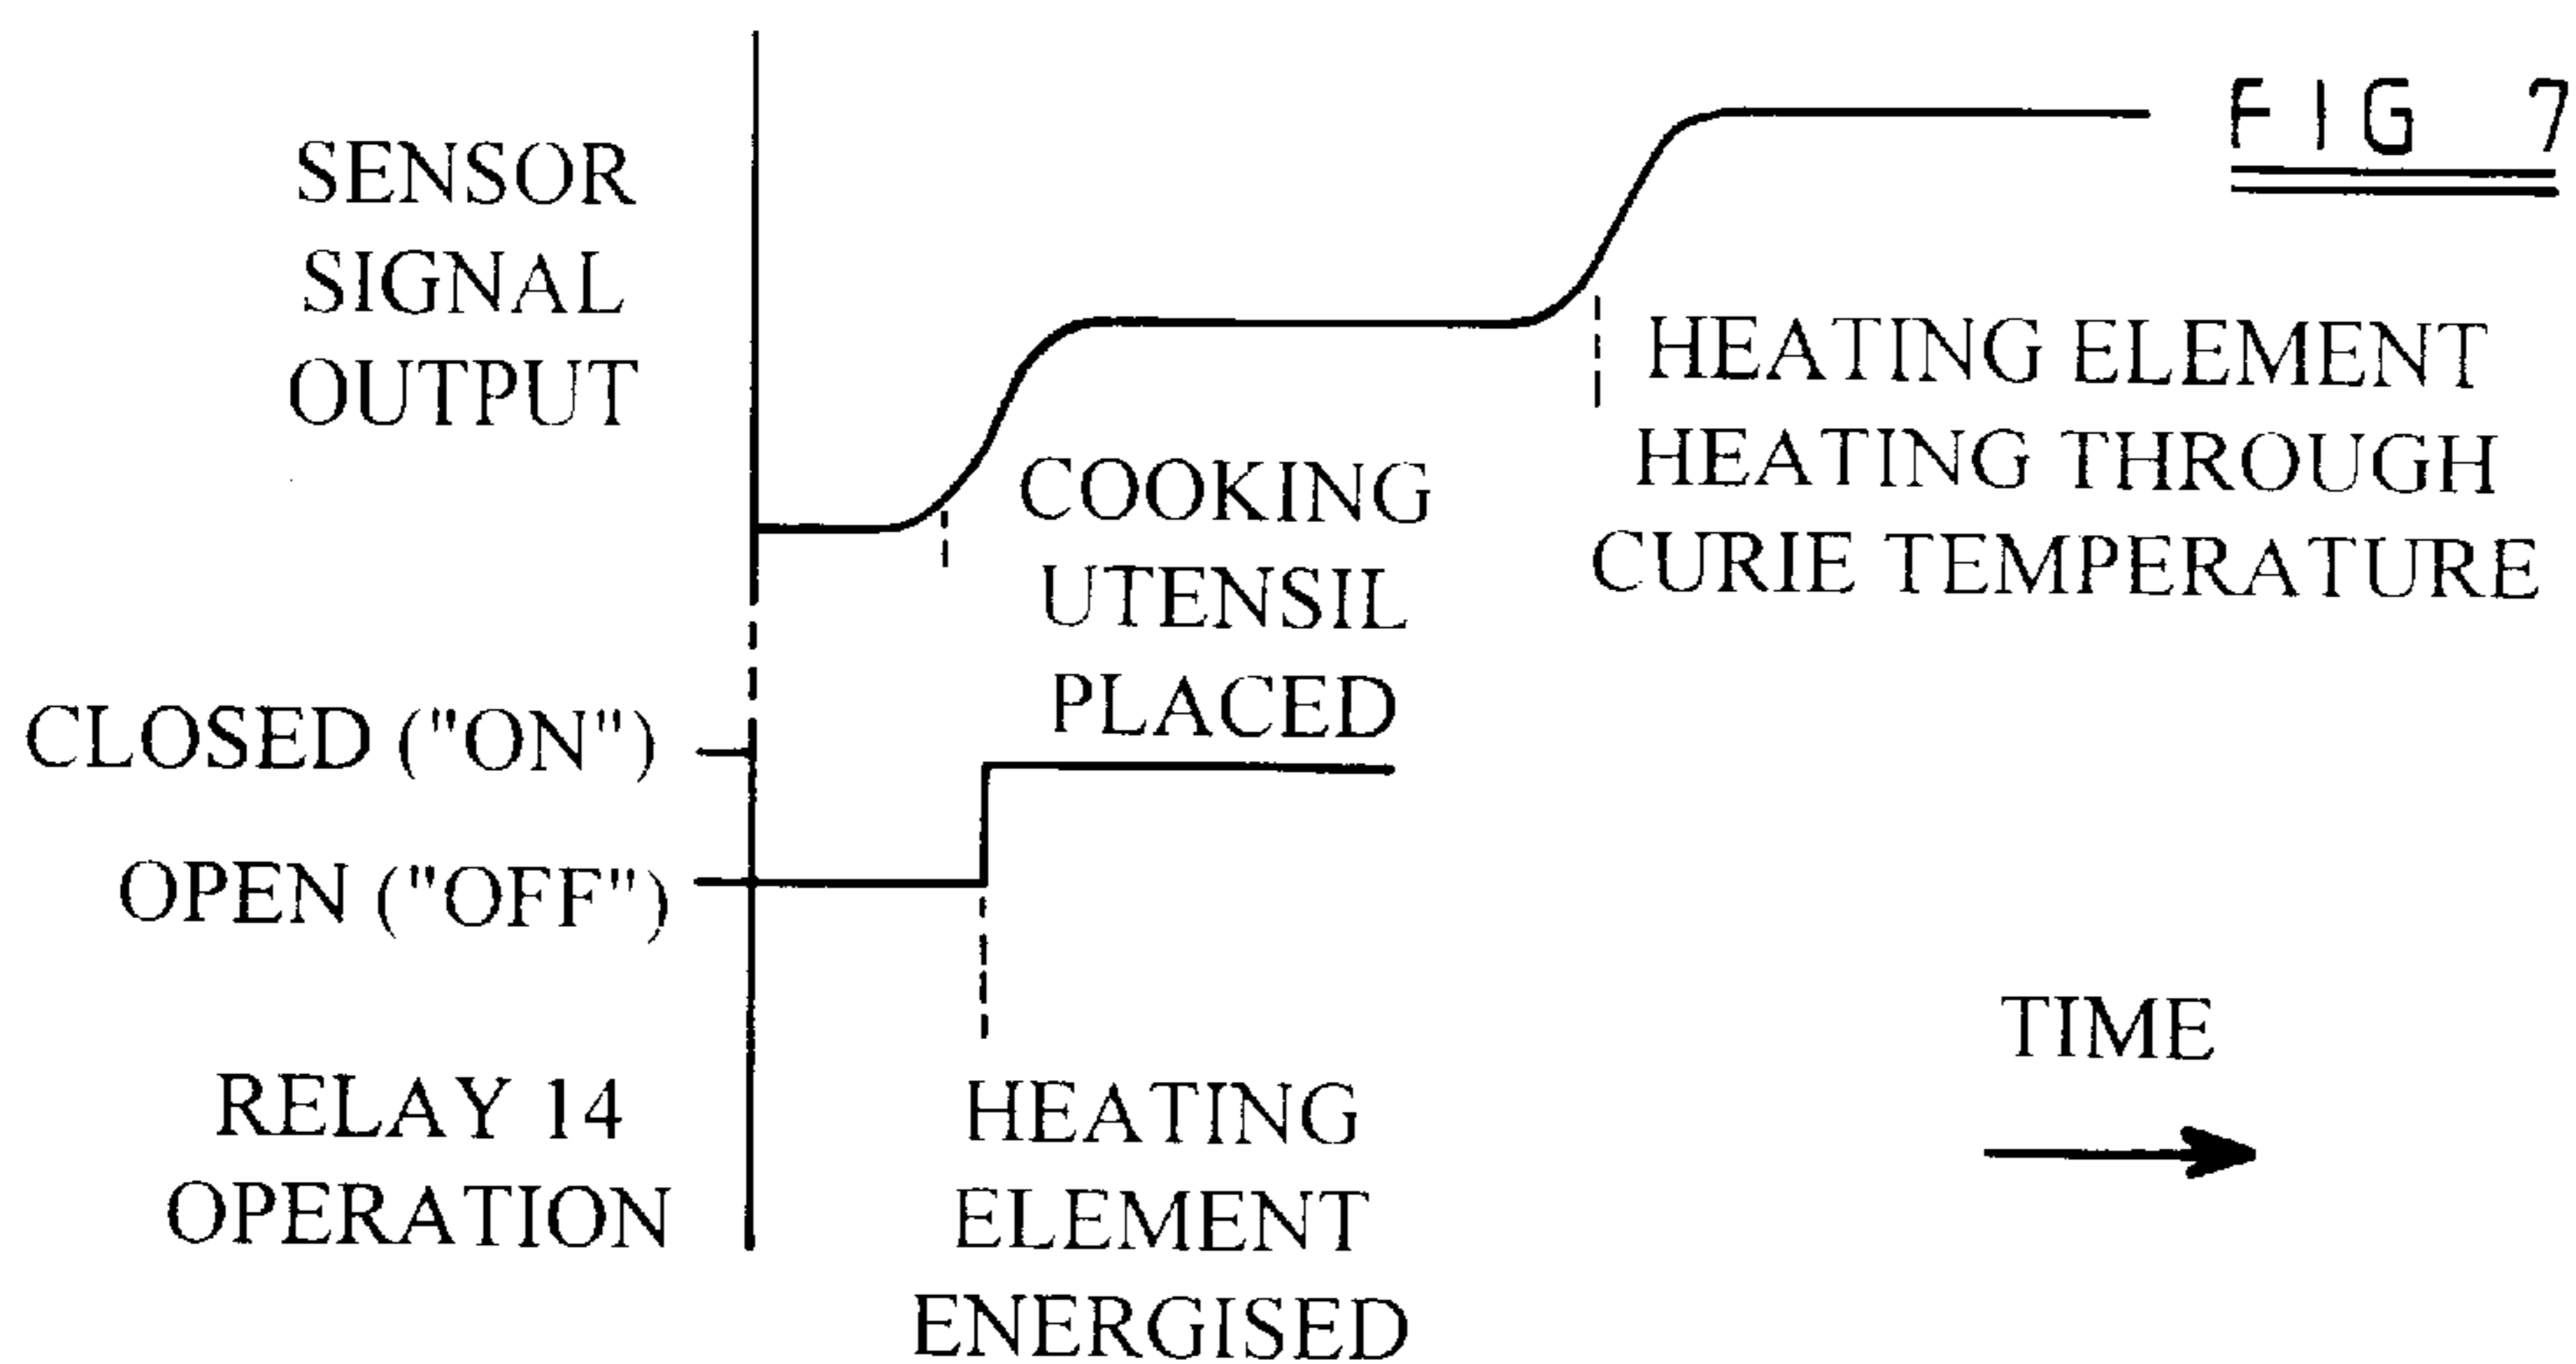 FIG 7
SENSOR
SIGNAL
OUTPUT
HEATING ELEMENT
HEATING THROUGH
CURIE TEMPERATURE
COOKING
UTENSIL
PLACED
CLOSED ("ON")
OPEN ("OFF")
RELAY 14
OPERATION
HEATING
ELEMENT
ENERGISED
TIME